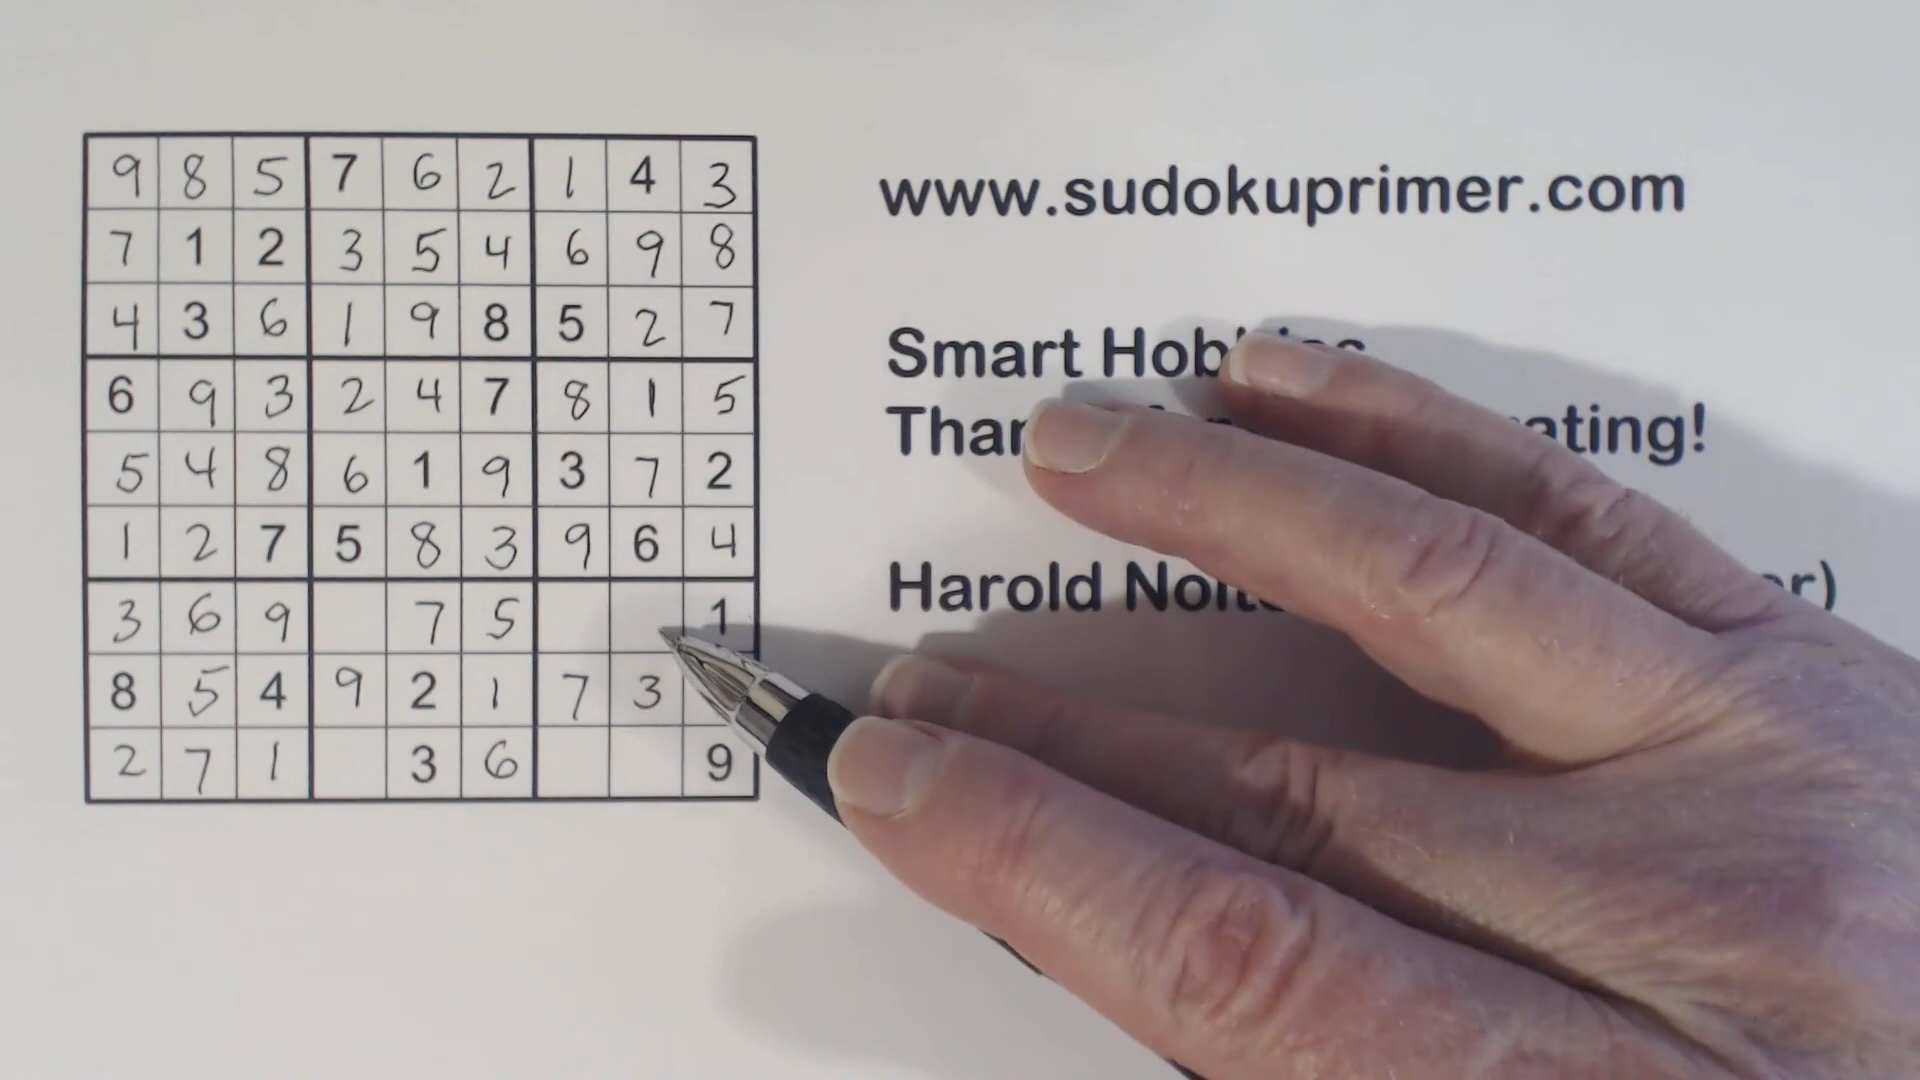 9 8 5 7 6 2 1 4 3
7 1 2 3 5 4 6 9 8
4 3 6 1 9 8 5 2 7
6 9 3 2 4 7 8 1 5
5 4 8 6 1 9 3 7 2
1 2 7 5 8 3 9 6 4
3 6 9 7 5 1
8 5 4 9 2 1 7 3
2 7 1 3 6 9
www.sudokuprimer.com
Smart
Harold